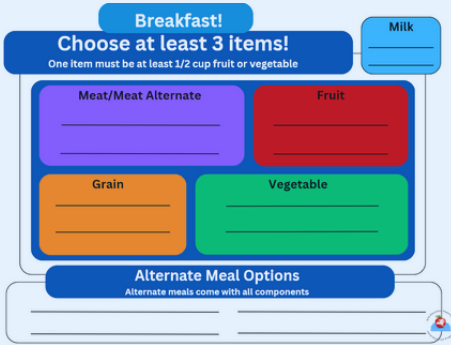 Breakfast!
Milk
Choose at least 3 items!
One item must be at least 1/2 cup fruit or vegetable
Meat/Meat Alternate
Fruit
Grain
Vegetable
Alternate Meal Options
Alternate meals come with all components